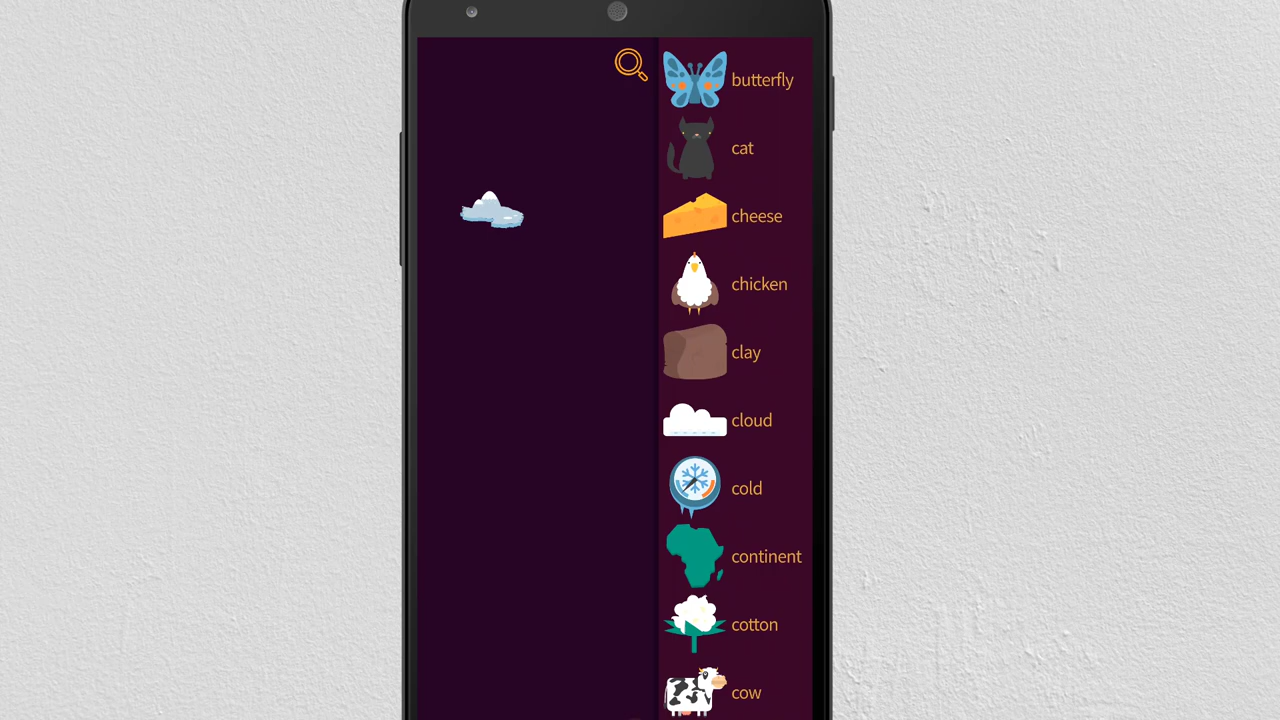 butterfly
cat
cheese
chicken
clay
cloud
cold
continent
cotton
cow